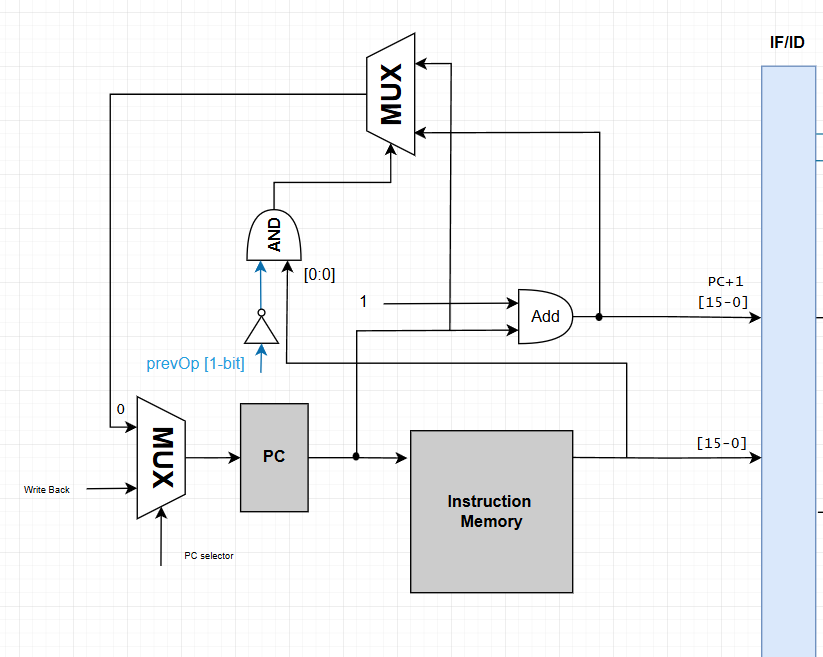 IF/ID
MUX
AND
[0:0]
PC+1
[15-0]
1
Add
prevOp [1-bit]
0
MUX
PC
[15-0]
Write Back
Instruction
Memory
PC selector